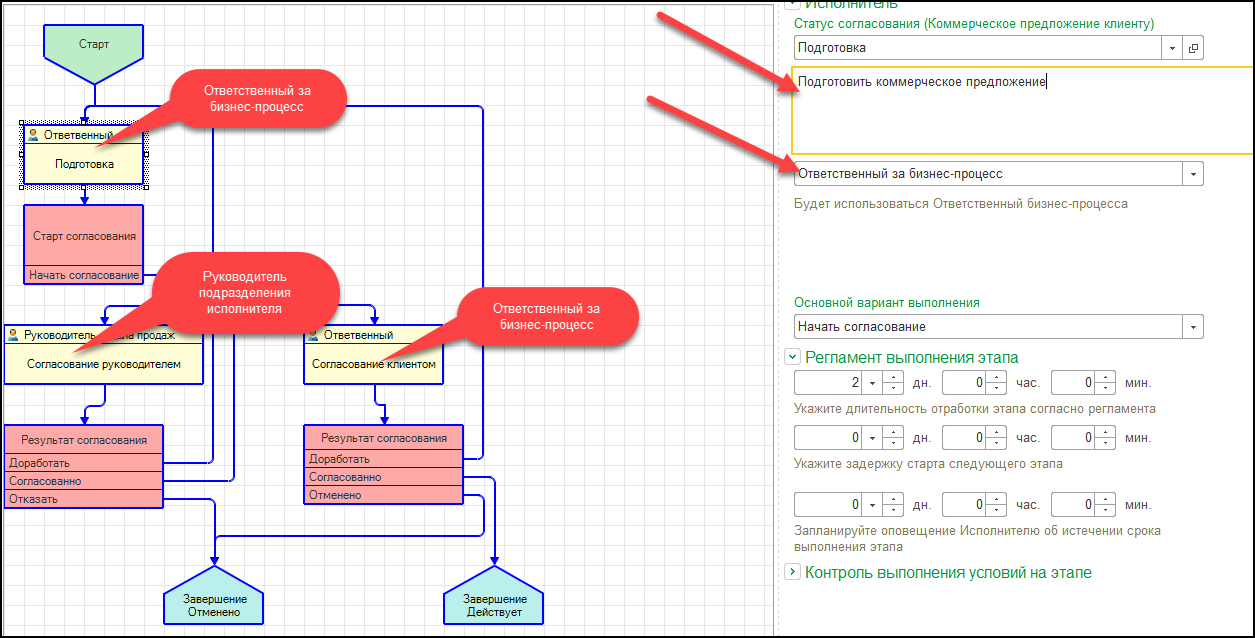 Старт
Ответственный за
бизнес-процесс
Ответвенный
Подготовка
Старт согласования
Начать согласование
Руководитель
подразделения
исполнителя
Ответственный за
бизнес-процесс
Руководитель
ла продаж
Согласование руководителем
Ответвенный
Согласование клиентом
Результат согласования
Доработать
Согласованно
Отказать
Результат согласования
Доработать
Согласованно
Отменено
Завершение
Отменено
Завершение
Действует
Исполнитель
Статус согласования (Коммерческое предложение клиенту)
Подготовка
Подготовить коммерческое предложение
Ответственный за бизнес-процесс
Будет использоваться Ответственный бизнес-процесса
Основной вариант выполнения
Начать согласование
Регламент выполнения этапа
2 дн. 0 час. 0 мин.
Укажите длительность отработки этапа согласно регламента
0 дн. 0 час. 0 мин.
Укажите задержку старта следующего этапа
0 дн. 0 час. 0 мин.
Запланируйте оповещение Исполнителю об истечении срока
выполнения этапа
Контроль выполнения условий на этапе